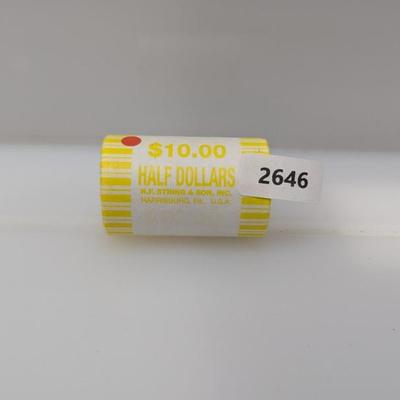 $10.00
HALF DOLLARS
N.F. STRING & SON, INC.
HARRISBURG, PA. U.S.A.
2646